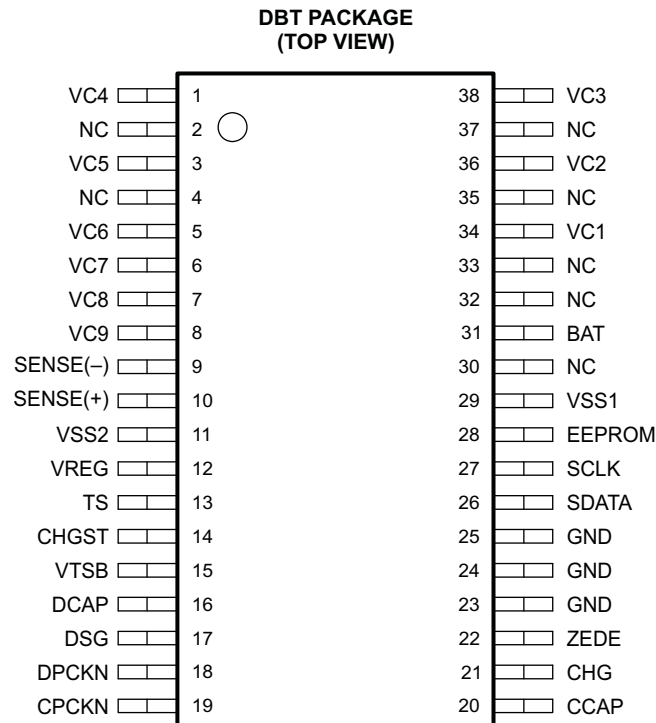 DBT PACKAGE
(TOP VIEW)
VC4 1 38 VC3
NC 2 37 NC
VC5 3 36 VC2
NC 4 35 NC
VC6 5 34 VC1
VC7 6 33 NC
VC8 7 32 NC
VC9 8 31 BAT
SENSE(–) 9 30 NC
SENSE(+) 10 29 VSS1
VSS2 11 28 EEPROM
VREG 12 27 SCLK
TS 13 26 SDATA
CHGST 14 25 GND
VTSB 15 24 GND
DCAP 16 23 GND
DSG 17 22 ZEDE
DPCKN 18 21 CHG
CPCKN 19 20 CCAP